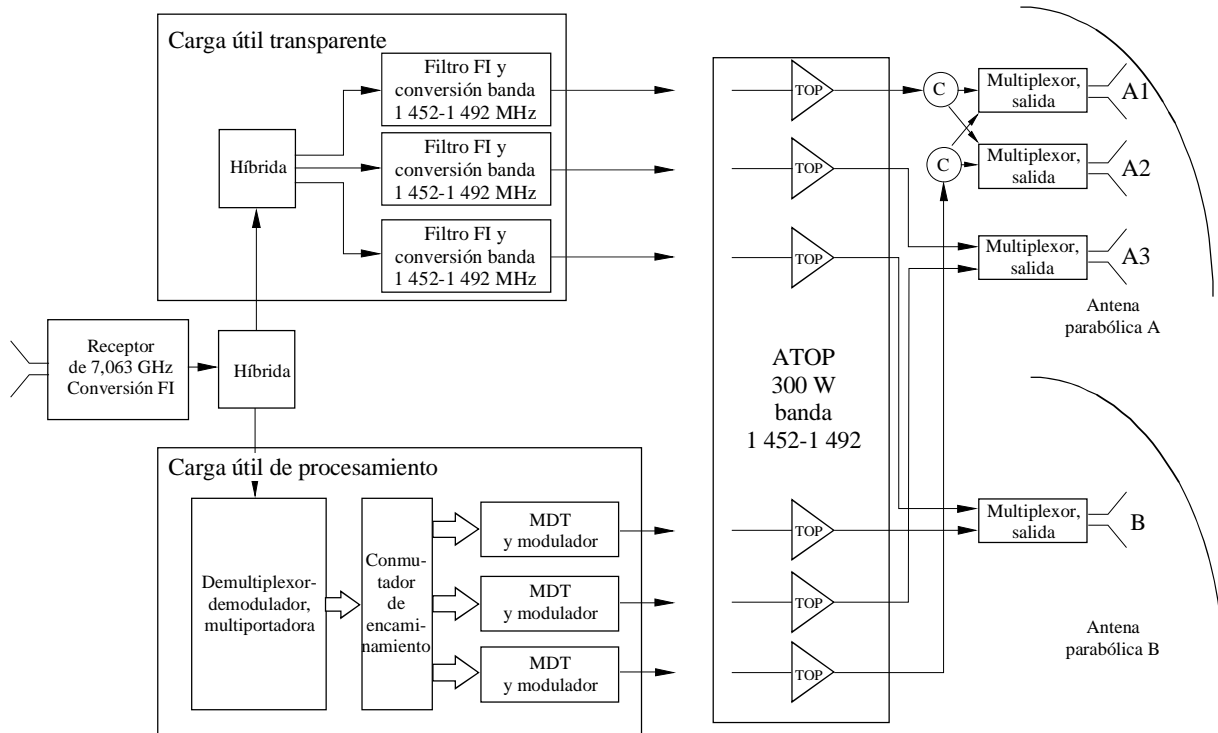 Carga útil transparente
Filtro FI y
conversión banda
1 452-1 492 MHz
Híbrida
Filtro FI y
conversión banda
1 452-1 492 MHz
Filtro FI y
conversión banda
1 452-1 492 MHz
Receptor
de 7,063 GHz
Conversión FI
Híbrida
Carga útil de procesamiento
Demultiplexor-
demodulador,
multiportadora
Conmu-
tador
de
encami-
namiento
MDT
y modulador
MDT
y modulador
MDT
y modulador
TOP
TOP
TOP
ATOP
300 W
banda
1 452-1 492
TOP
TOP
TOP
C
C
Multiplexor,
salida
A1
Multiplexor,
salida
A2
Multiplexor,
salida
A3
Antena
parabólica A
Multiplexor,
salida
B
Antena
parabólica B